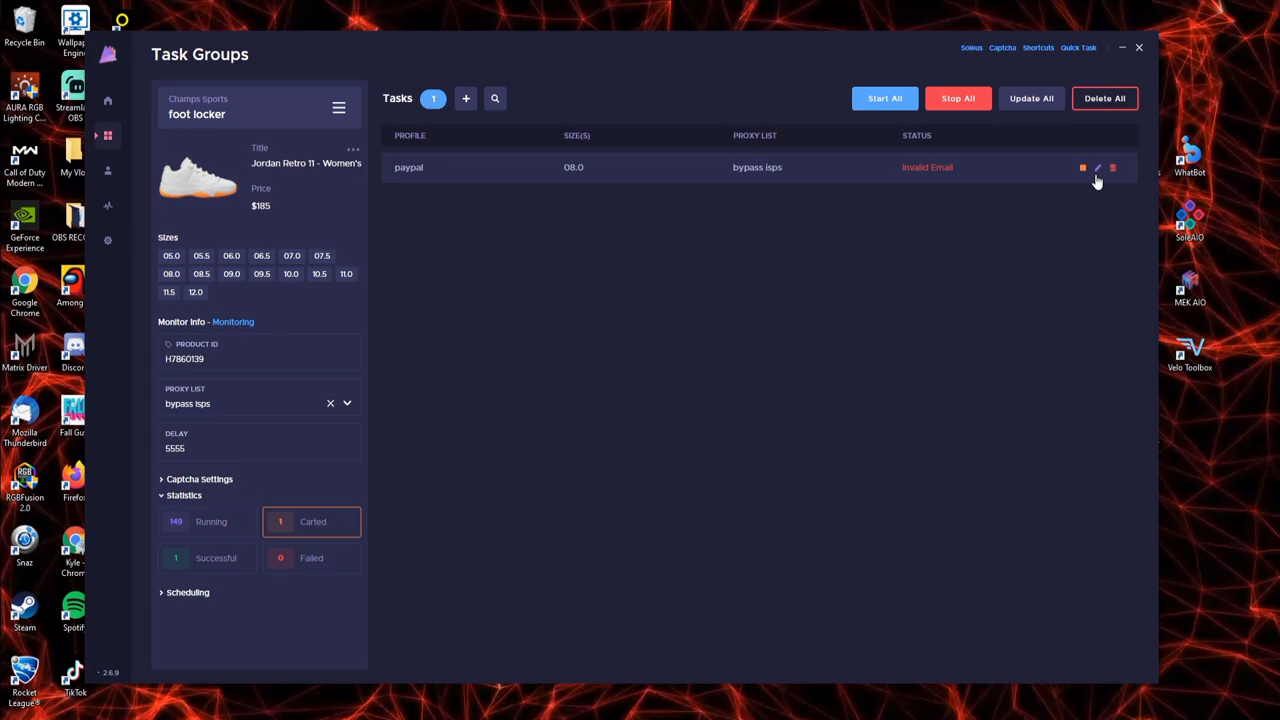 Recycle Bin
Wallpap
Engin
AURA RGB
Lighting C...
Streaml
OBS
Call of Duty
Modern ...
My Vlo
GeForce
Experience
OBS REC
Google
Chrome
Among
Matrix Driver
Discor
Mozilla
Thunderbird
Fall Gu
RGBFusion
2.0
Firefo
Snaz
Kyle -
Chrom
Steam
Spotif
Rocket
League®
TikTok
Task Groups
Soleus Captcha Shortcuts Quick Task
Champs Sports
foot locker
Title
Jordan Retro 11 - Women's
Price
$185
Sizes
05.0 05.5 06.0 06.5 07.0 07.5
08.0 08.5 09.0 09.5 10.0 10.5 11.0
11.5 12.0
Monitor Info - Monitoring
PRODUCT ID
H7860139
PROXY LIST
bypass isps
DELAY
5555
Captcha Settings
Statistics
149 Running
1 Carted
1 Successful
0 Failed
Scheduling
2.6.9
Tasks 1
Start All Stop All Update All Delete All
PROFILE SIZE(S) PROXY LIST STATUS
paypal 08.0 bypass isps Invalid Email
WhatBot
SoleAIO
MEK AIO
Velo Toolbox